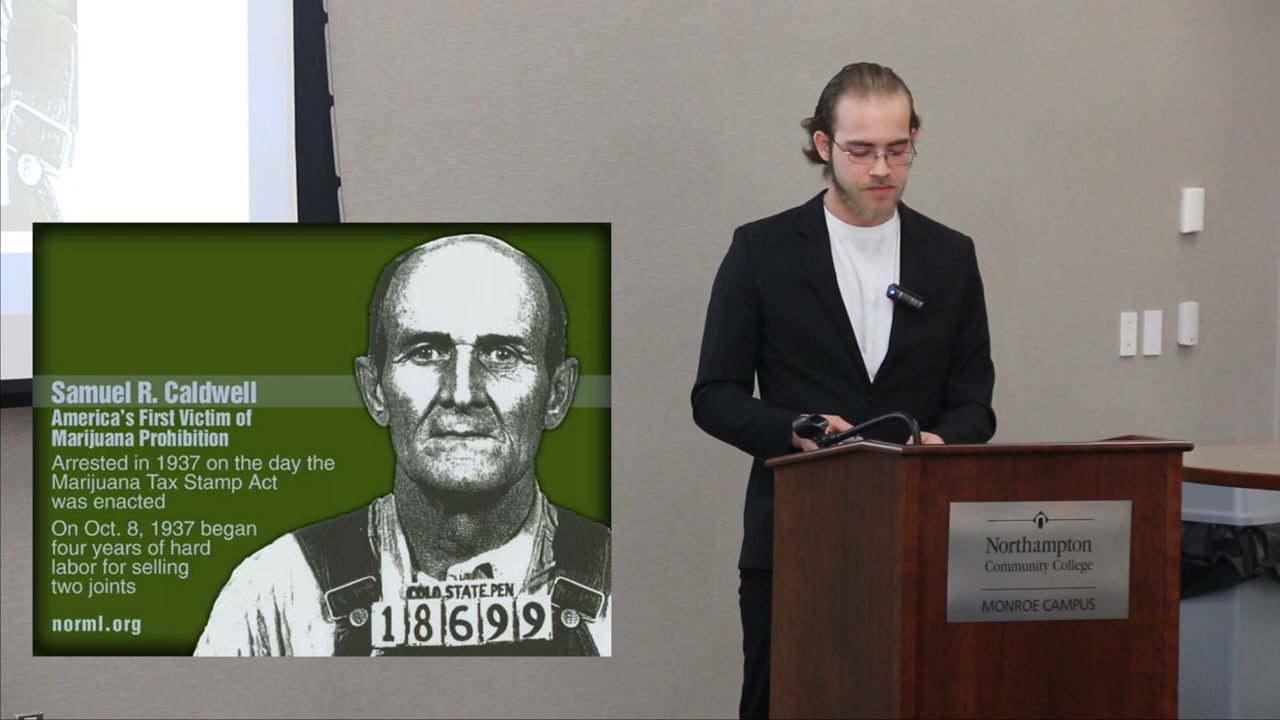 Samuel R. Caldwell
America's First Victim of
Marijuana Prohibition
Arrested in 1937 on the day the
Marijuana Tax Stamp Act
was enacted
On Oct. 8, 1937 began
four years of hard
labor for selling
two joints
norml.org
COLO. STATE PEN
18699
Northampton
Community College
MONROE CAMPUS